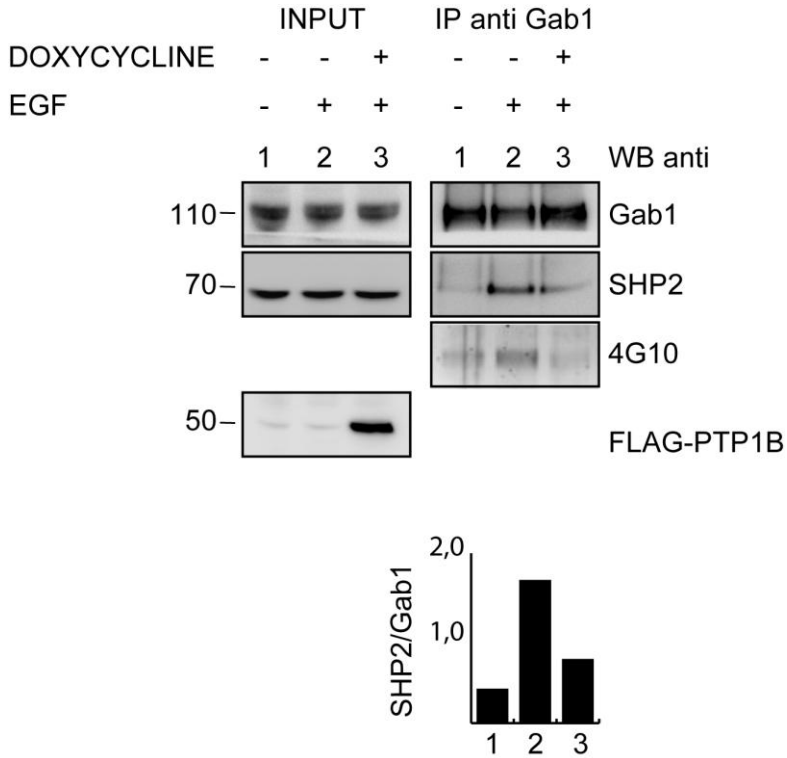 INPUT IP anti Gab1
DOXYCYCLINE - - + - - +
EGF - + + - + +
1 2 3 1 2 3 WB anti
110 Gab1
70 SHP2
4G10
50 FLAG-PTP1B
2,0
1,0
SHP2/Gab1
1 2 3